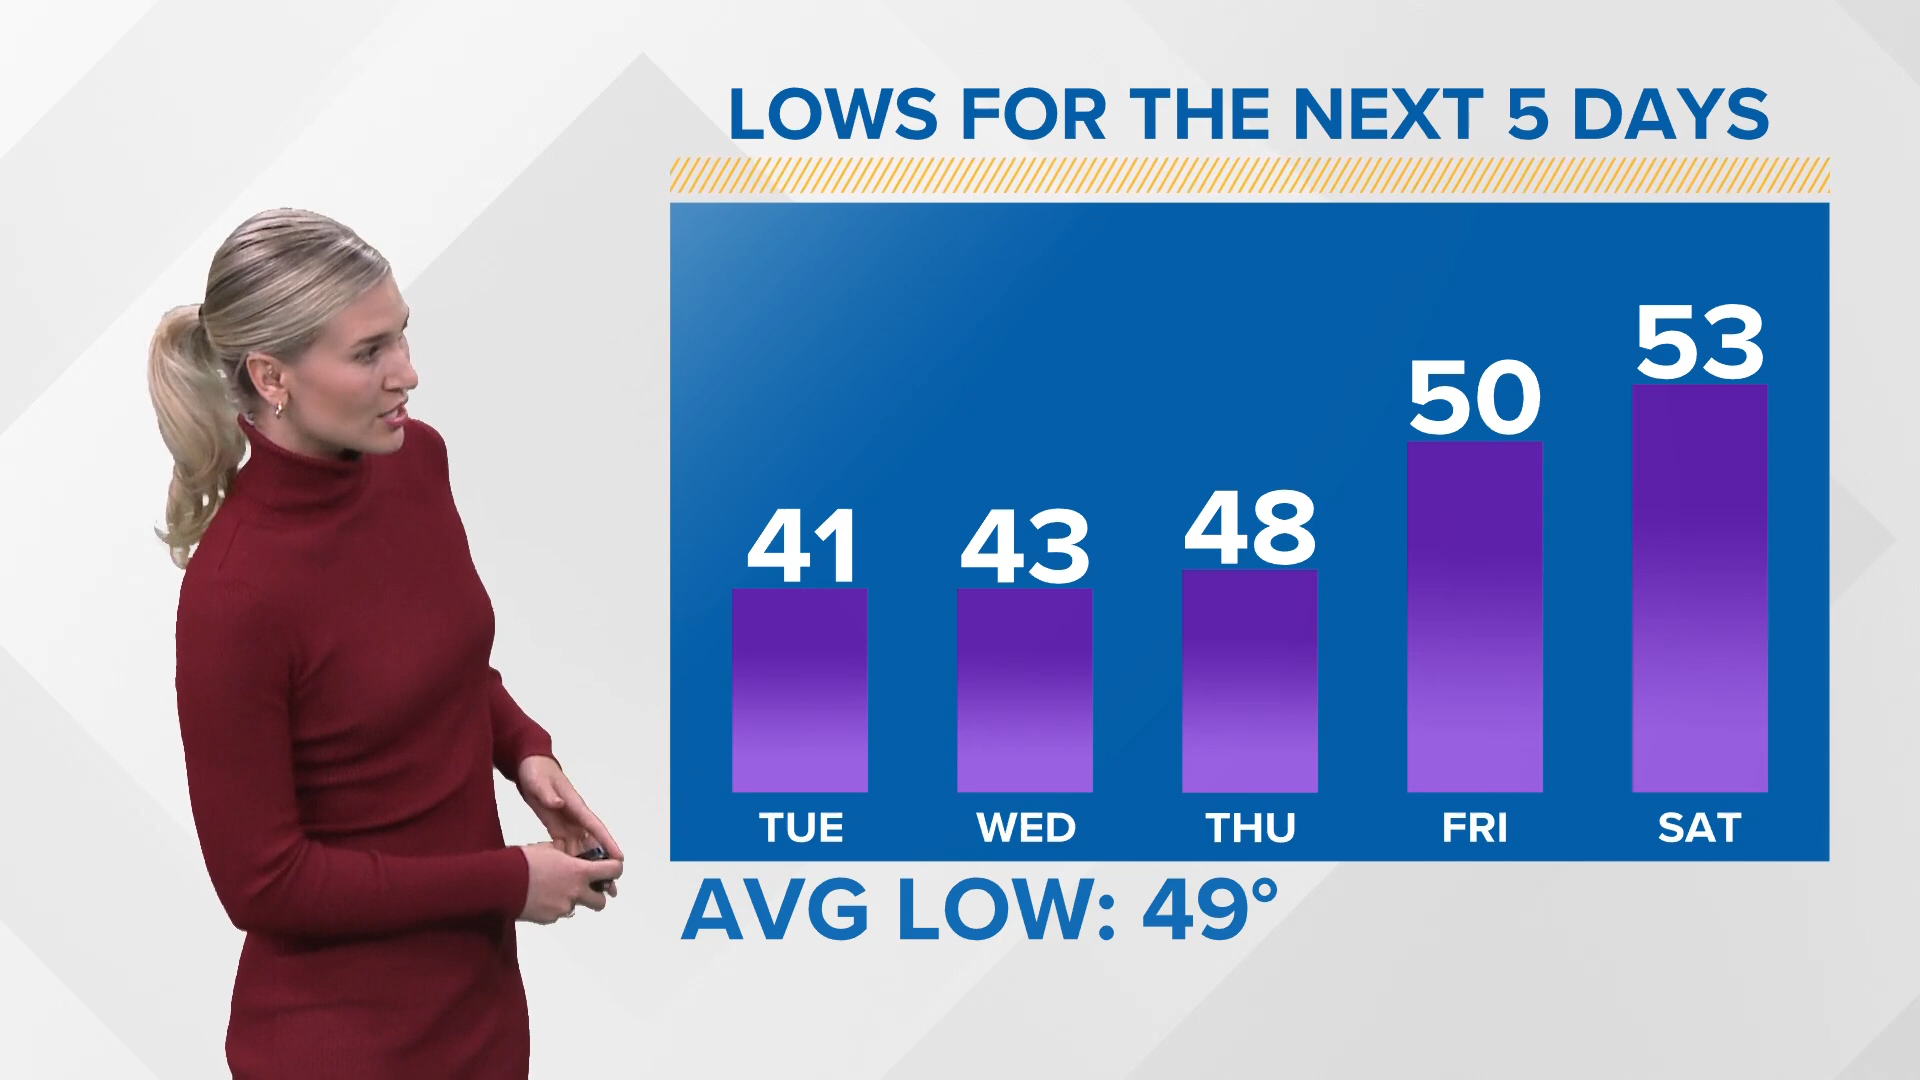 LOWS FOR THE NEXT 5 DAYS
41 43 48 50 53
TUE WED THU FRI SAT
AVG LOW: 49°